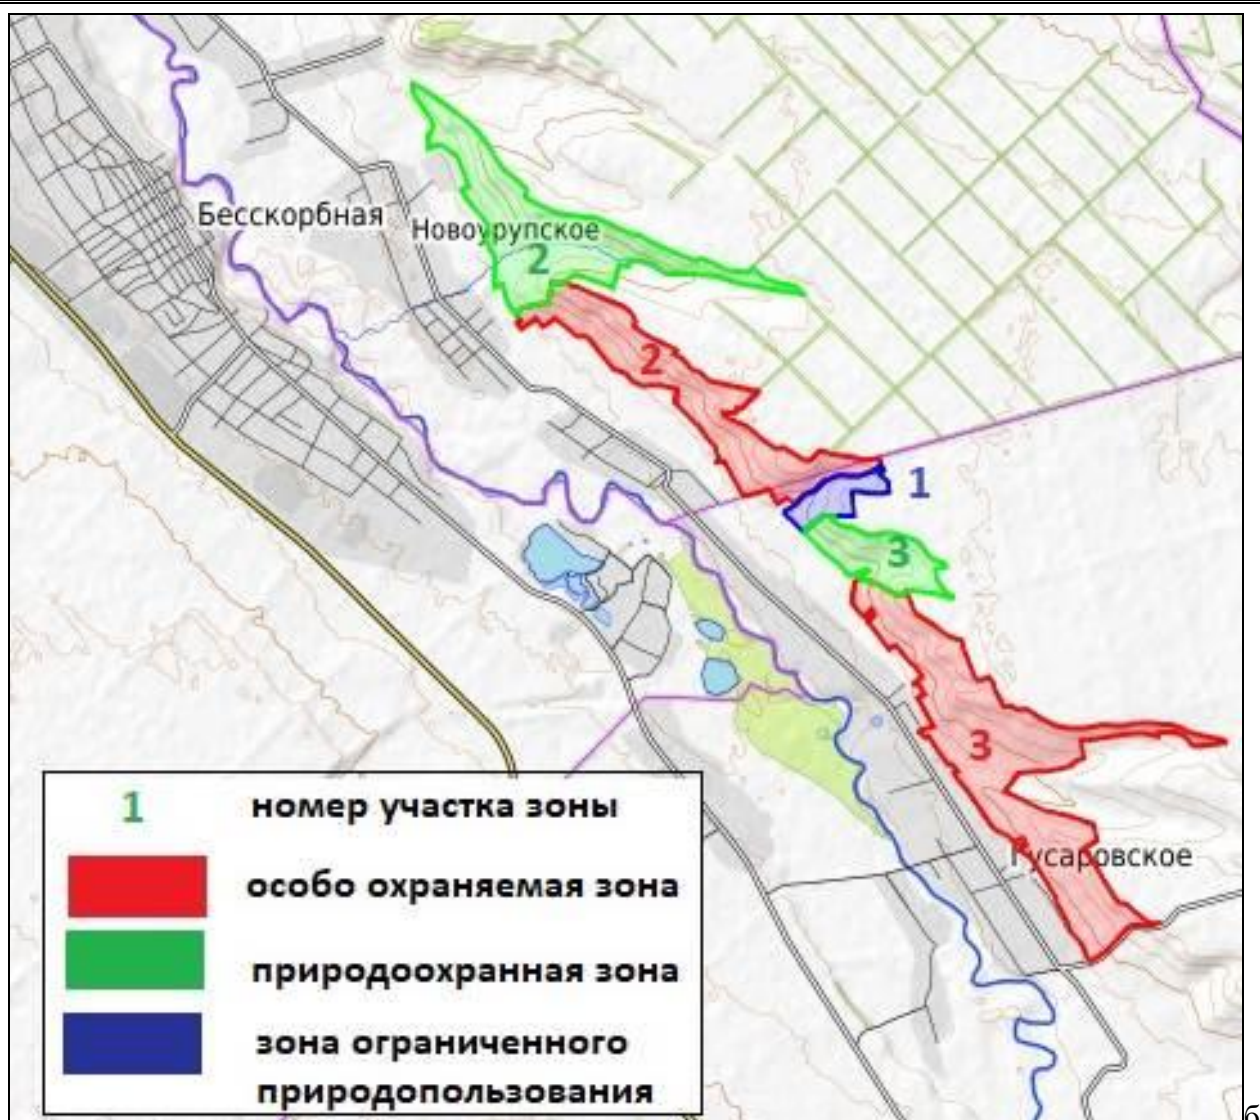 Бесскорбная
Новоурупское
2
2
1
3
3
Гусаровское
1 номер участка зоны
особо охраняемая зона
природоохранная зона
зона ограниченного
природопользования
б